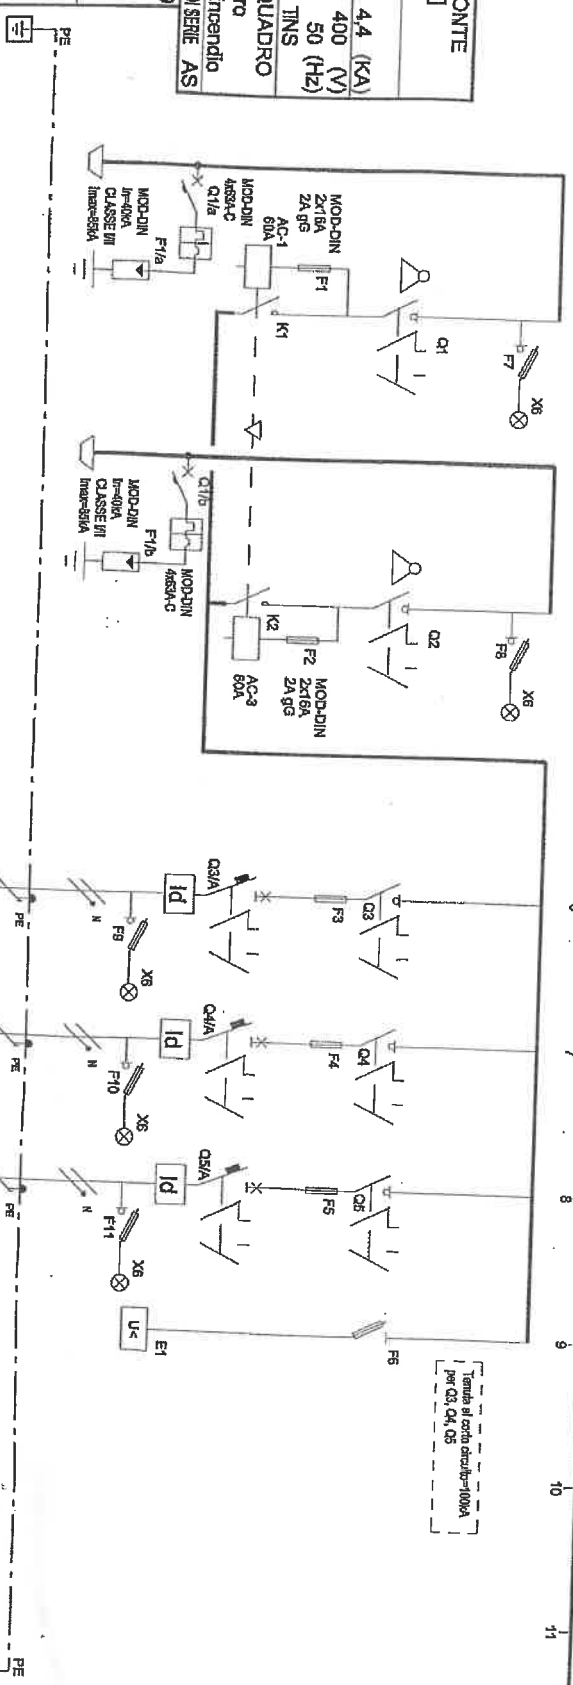 ONTE
4,4 (KA)
400 (V)
50 (Hz)
TINS
QUADRO
incendio
N SERIE AS
PE
MOD-DIN
2x16A
2A gG
F1
AC-1
60A
K1
Q1
F7
X6
MOD-DIN
4x63A-C
Q1/a
F1/a
MOD-DIN
In=40kA
CLASSE I/II
Imax=65kA
Q1/b
MOD-DIN
4x63A-C
F1/b
MOD-DIN
In=40kA
CLASSE I/II
Imax=65kA
K2
F2
MOD-DIN
2x16A
2A gG
AC-3
60A
Q2
F8
X6
7
8
9
10
11
Q3
F3
Q3/A
Id
F9
X6
N
PE
Q4
F4
Q4/A
Id
F10
X6
N
PE
Q5
F5
Q5/A
Id
F11
X6
N
PE
F6
E1
U<
Tenuta al corto circuito=100kA
per Q3, Q4, Q5
PE